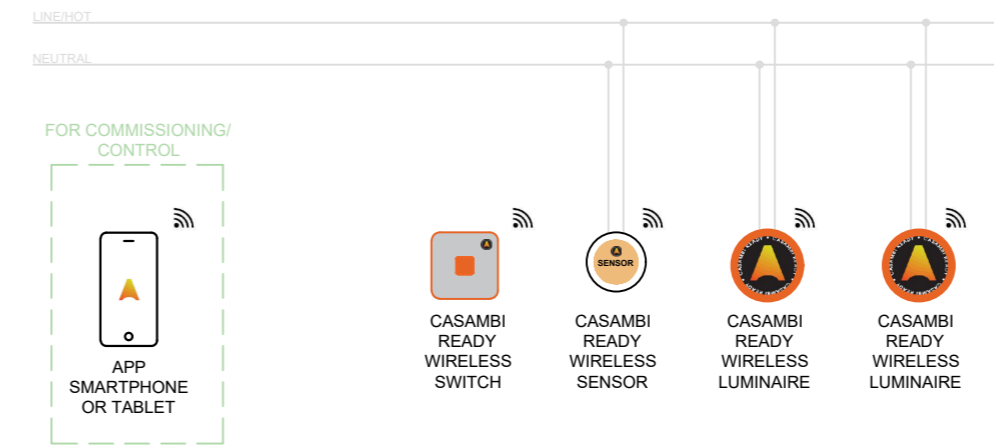 LINE/HOT
NEUTRAL
FOR COMMISSIONING/
CONTROL
APP
SMARTPHONE
OR TABLET
CASAMBI
READY
WIRELESS
SWITCH
SENSOR
CASAMBI
READY
WIRELESS
SENSOR
CASAMBI
READY
WIRELESS
LUMINAIRE
CASAMBI
READY
WIRELESS
LUMINAIRE